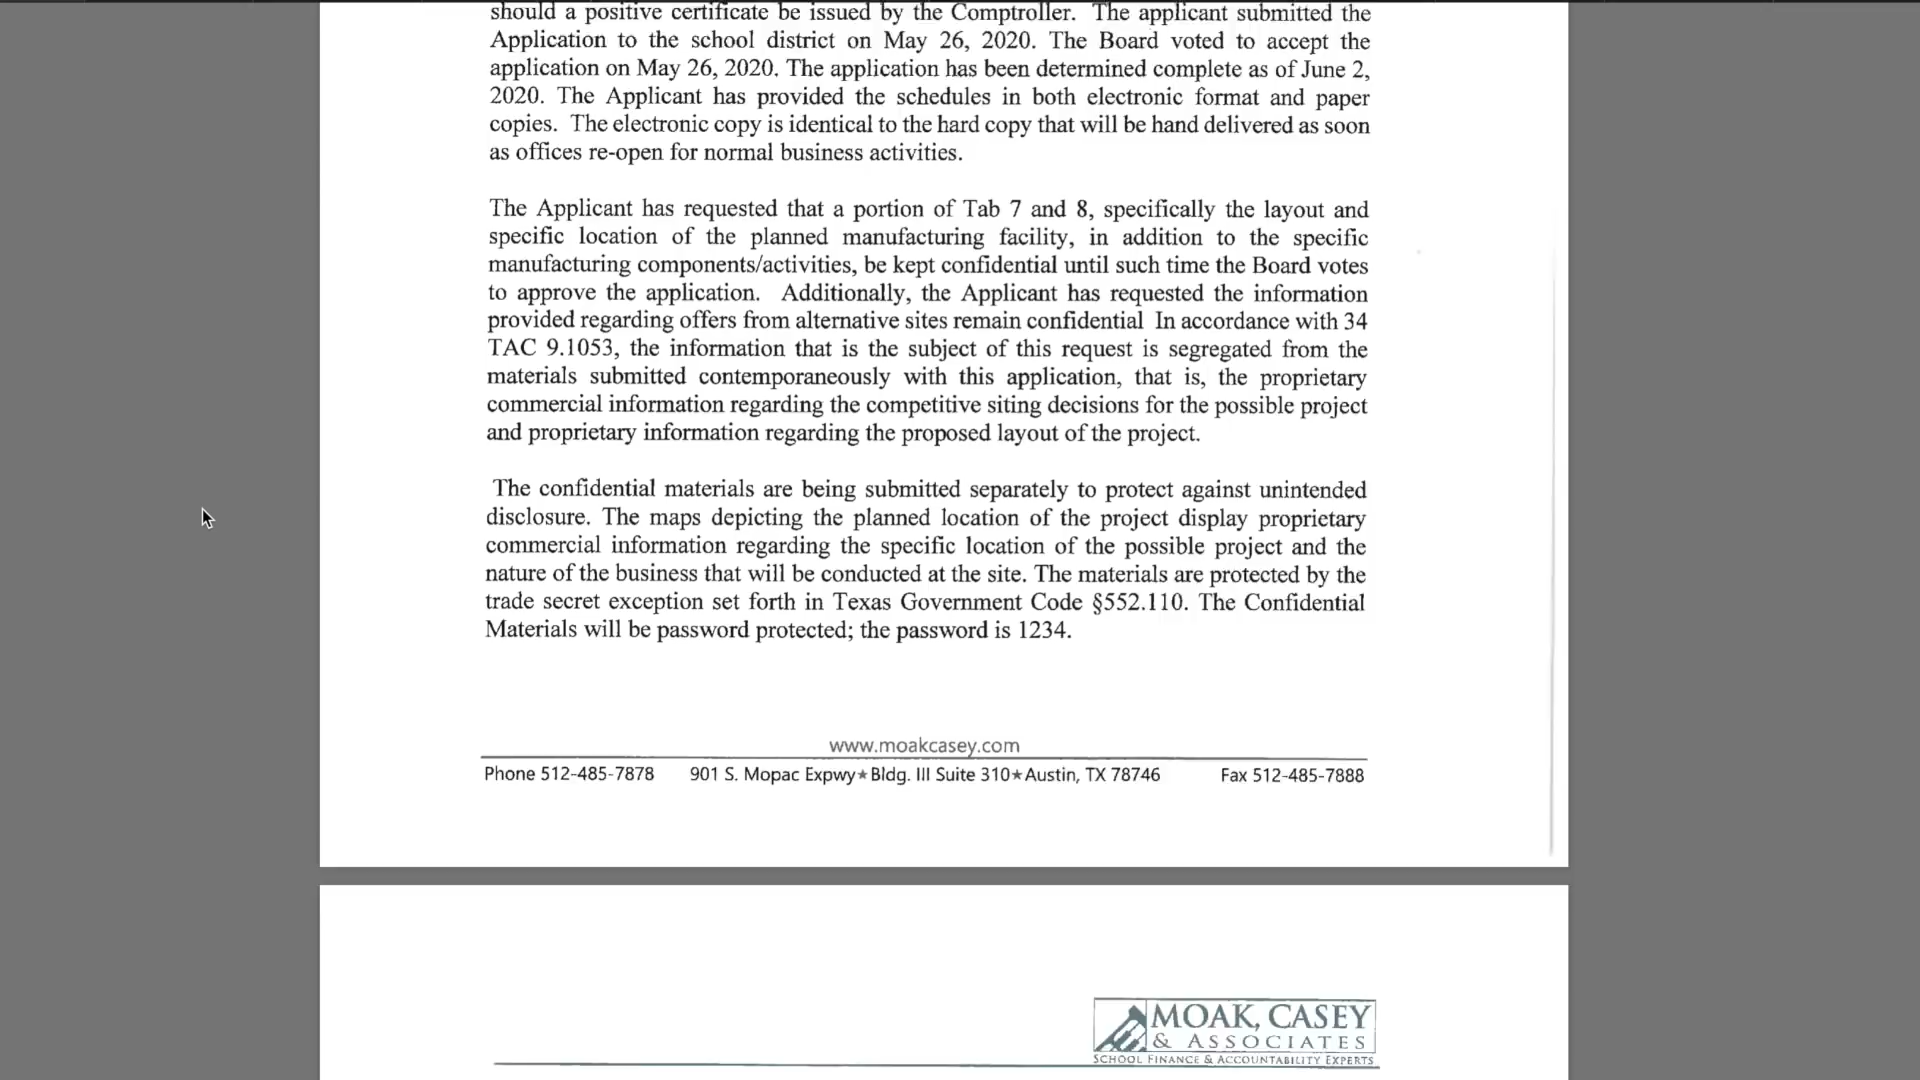 should a positive certificate be issued by the Comptroller. The applicant submitted the
Application to the school district on May 26, 2020. The Board voted to accept the
application on May 26, 2020. The application has been determined complete as of June 2,
2020. The Applicant has provided the schedules in both electronic format and paper
copies. The electronic copy is identical to the hard copy that will be hand delivered as soon
as offices re-open for normal business activities.
The Applicant has requested that a portion of Tab 7 and 8, specifically the layout and
specific location of the planned manufacturing facility, in addition to the specific
manufacturing components/activities, be kept confidential until such time the Board votes
to approve the application. Additionally, the Applicant has requested the information
provided regarding offers from alternative sites remain confidential In accordance with 34
TAC 9.1053, the information that is the subject of this request is segregated from the
materials submitted contemporaneously with this application, that is, the proprietary
commercial information regarding the competitive siting decisions for the possible project
and proprietary information regarding the proposed layout of the project.
The confidential materials are being submitted separately to protect against unintended
disclosure. The maps depicting the planned location of the project display proprietary
commercial information regarding the specific location of the possible project and the
nature of the business that will be conducted at the site. The materials are protected by the
trade secret exception set forth in Texas Government Code §552.110. The Confidential
Materials will be password protected; the password is 1234.
www.moakcasey.com
Phone 512-485-7878 901 S. Mopac Expwy★Bldg. III Suite 310★Austin, TX 78746 Fax 512-485-7888
MOAK, CASEY
& ASSOCIATES
SCHOOL FINANCE & ACCOUNTABILITY EXPERTS